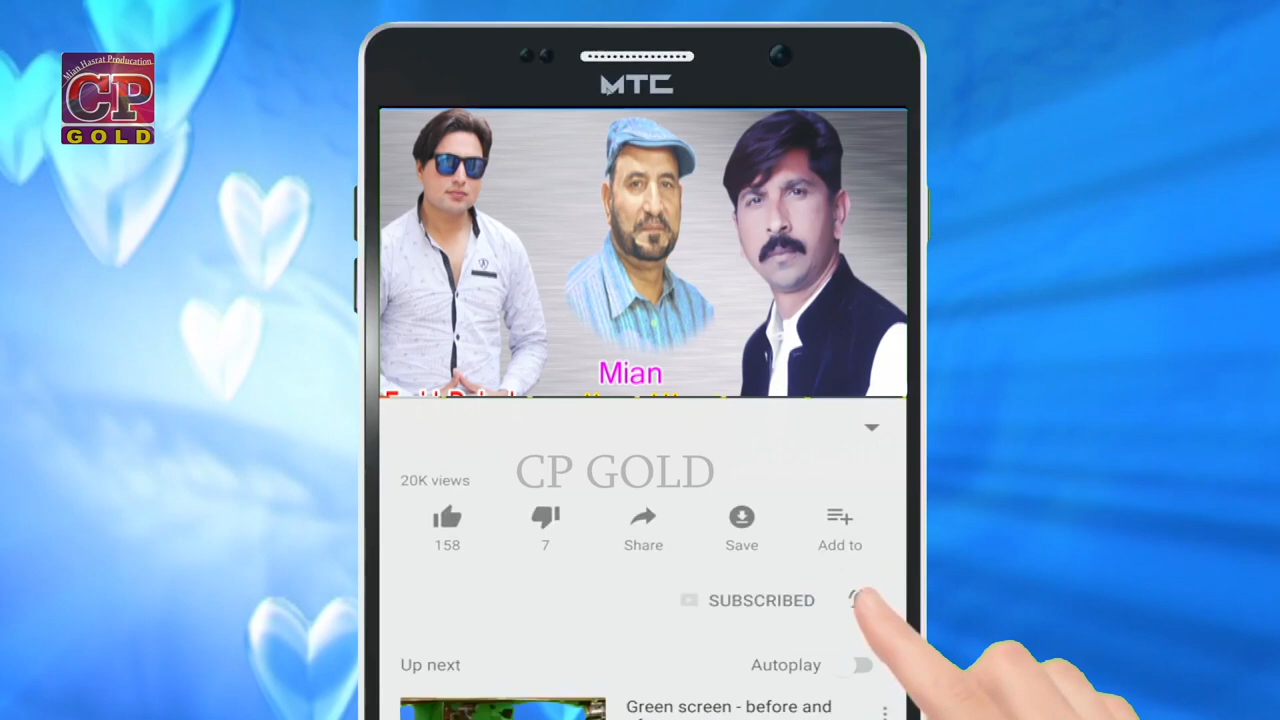 Mian Hasrat Producation
CP
GOLD
MTC
Mian
20K views
CP GOLD
158
7
Share
Save
Add to
SUBSCRIBED
Up next
Autoplay
Green screen - before and